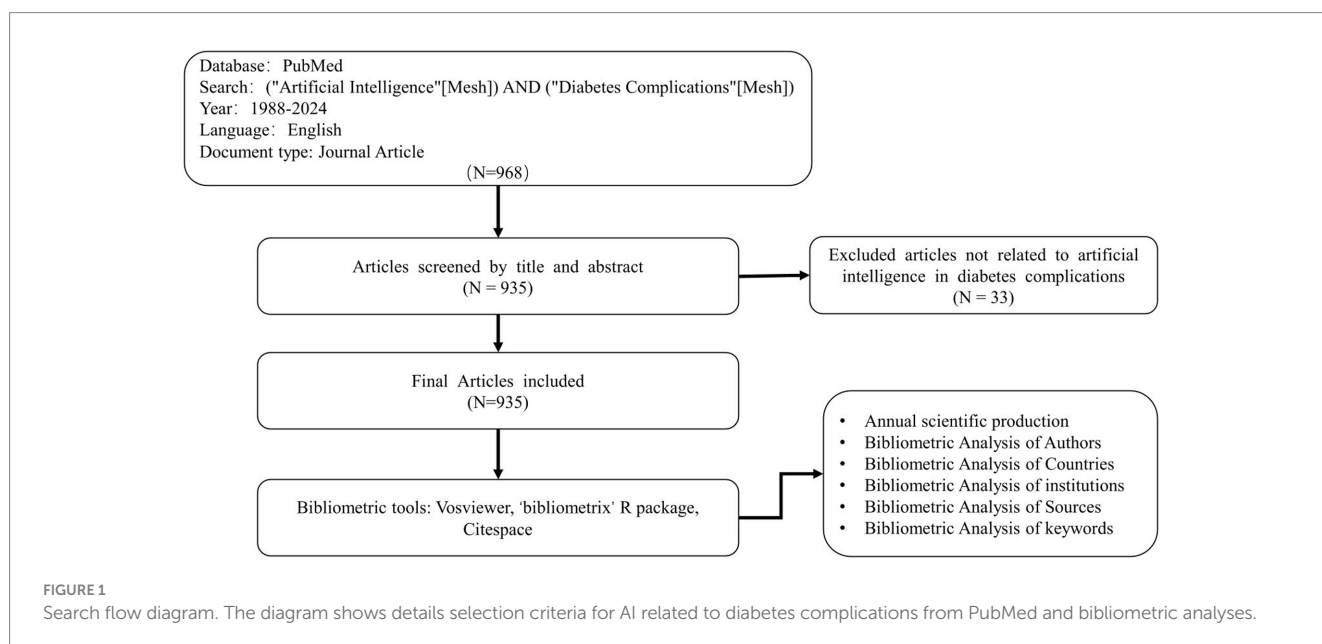 Database: PubMed
Search: ("Artificial Intelligence"[Mesh]) AND ("Diabetes Complications"[Mesh])
Year: 1988-2024
Language: English
Document type: Journal Article
(N=968)
Articles screened by title and abstract
(N = 935)
Excluded articles not related to artificial
intelligence in diabetes complications
(N = 33)
Final Articles included
(N=935)
Bibliometric tools: Vosviewer, ‘bibliometrix’ R package,
Citespace
• Annual scientific production
• Bibliometric Analysis of Authors
• Bibliometric Analysis of Countries
• Bibliometric Analysis of institutions
• Bibliometric Analysis of Sources
• Bibliometric Analysis of keywords
FIGURE 1
Search flow diagram. The diagram shows details selection criteria for AI related to diabetes complications from PubMed and bibliometric analyses.